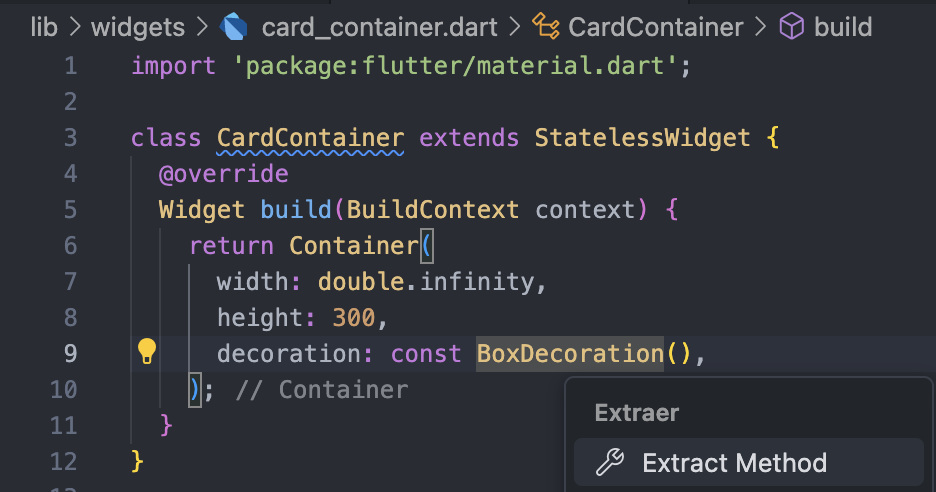 lib > widgets > card_container.dart > CardContainer > build
1 import 'package:flutter/material.dart';
2
3 class CardContainer extends StatelessWidget {
4 @override
5 Widget build(BuildContext context) {
6 return Container(
7 width: double.infinity,
8 height: 300,
9 decoration: const BoxDecoration(),
10 ); // Container
11 }
12 }
Extraer
Extract Method